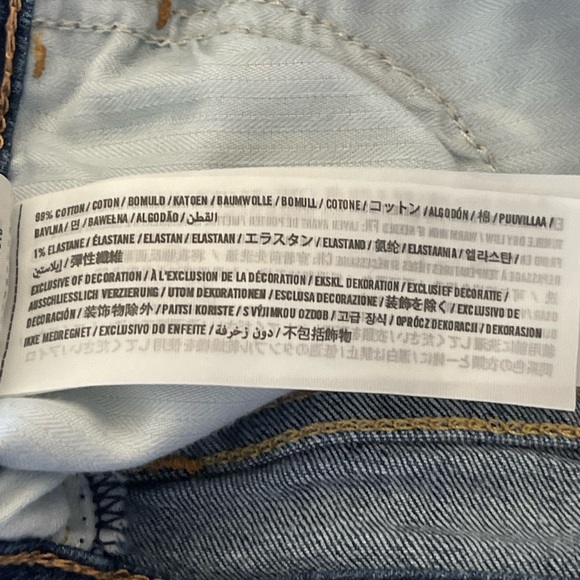 99% COTTON / COTON / BOMULD / KATOEN / BAUMWOLLE / BOMULL / COTONE / コットン / ALGODÓN / 棉 / PUUVILLAA /
BAVLNA / 면 / BAWEŁNA / ALGODÃO / القطن
1% ELASTANE / ÉLASTANE / ELASTAN / ELASTAAN / エラスタン / ELASTANO / 氨纶 / ELASTAANIA / 엘라스탄 /
إيلاستين / 彈性纖維
EXCLUSIVE OF DECORATION / À L'EXCLUSION DE LA DÉCORATION / EKSKL DEKORATION / EXCLUSIEF DECORATIE /
AUSSCHLIESSLICH VERZIERUNG / UTOM DEKORATIONEN / ESCLUSA DECORAZIONE / 装飾を除く / EXCLUSIVO DE
DECORACIÓN / 装饰物除外 / PAITSI KORISTE / S VÝJIMKOU OZDOB / 고급 장식 / OPRÓCZ DEKORACJI / DEKORASJON
IKKE MEDREGNET / EXCLUSIVO DO ENFEITE / دون زخرفة / 不包括飾物